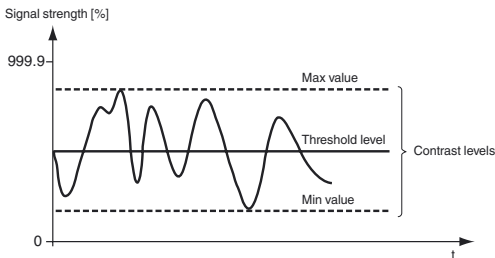 Signal strength [%]
999.9
Max value
Threshold level
Contrast levels
Min value
0
t